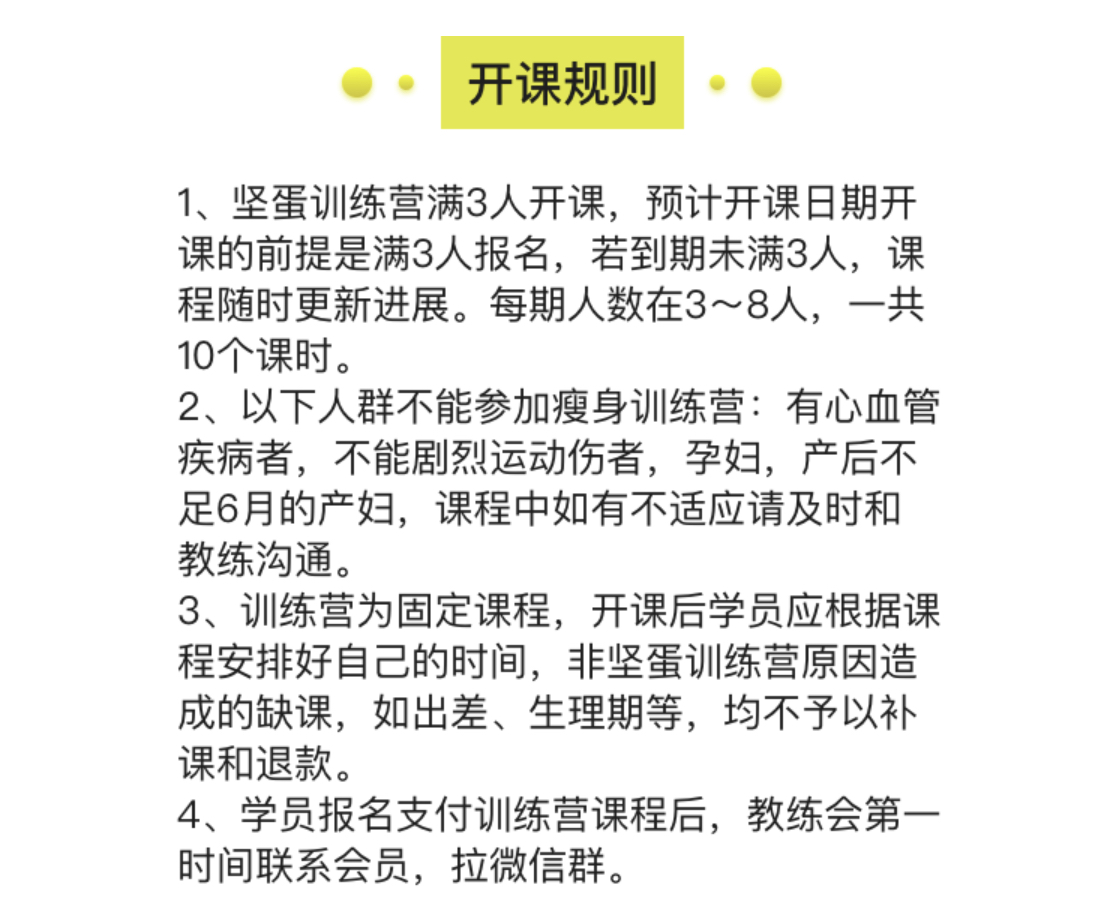 开课规则
1、坚蛋训练营满3人开课，预计开课日期开
课的前提是满3人报名，若到期未满3人，课
程随时更新进展。每期人数在3～8人，一共
10个课时。
2、以下人群不能参加瘦身训练营：有心血管
疾病者，不能剧烈运动伤者，孕妇，产后不
足6月的产妇，课程中如有不适应请及时和
教练沟通。
3、训练营为固定课程，开课后学员应根据课
程安排好自己的时间，非坚蛋训练营原因造
成的缺课，如出差、生理期等，均不予以补
课和退款。
4、学员报名支付训练营课程后，教练会第一
时间联系会员，拉微信群。